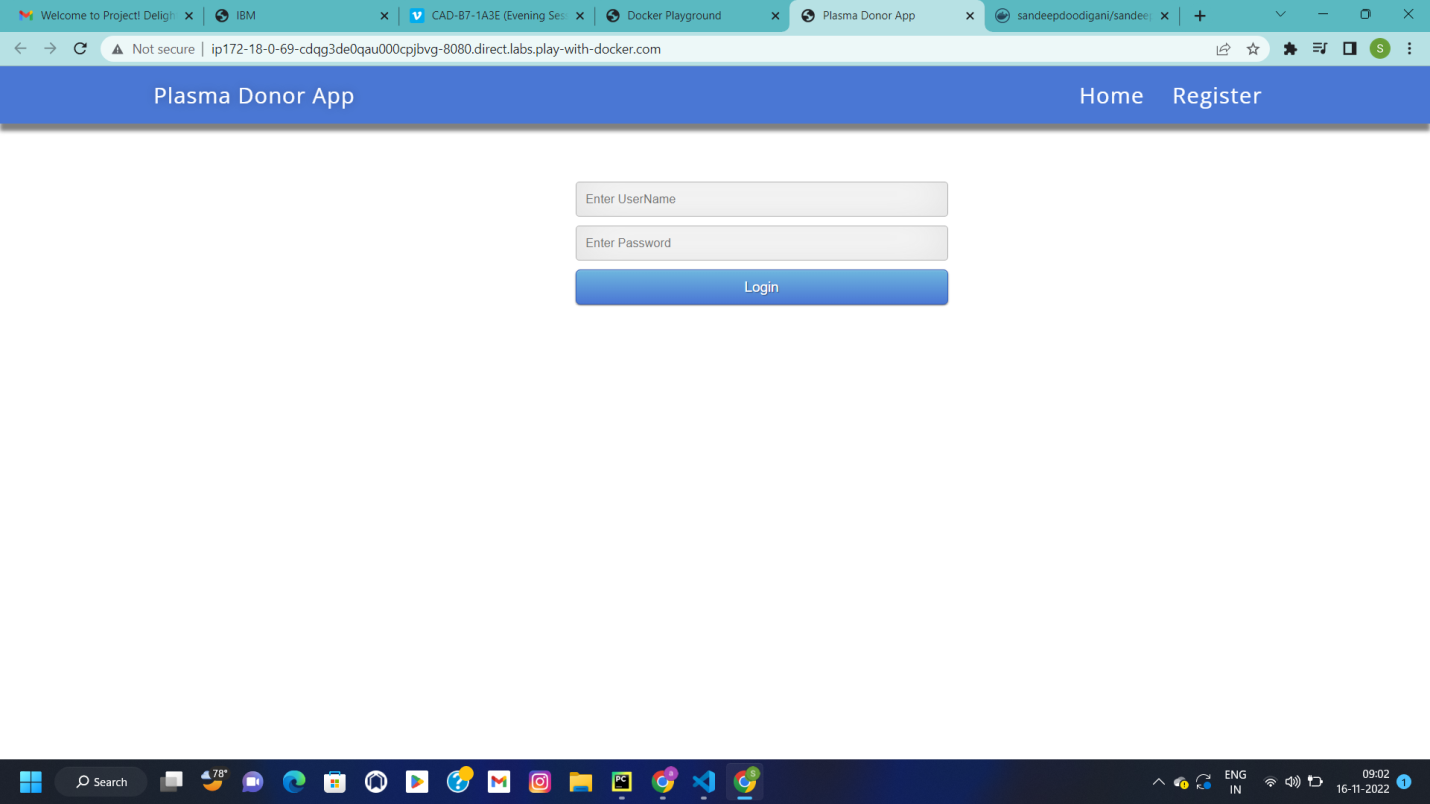 Welcome to Project! Deligh
IBM
CAD-B7-1A3E (Evening Ses
Docker Playground
Plasma Donor App
sandeepdoodigani/sandee
Not secure
ip172-18-0-69-cdqg3de0qau000cpjbvg-8080.direct.labs.play-with-docker.com
S
Plasma Donor App
Home
Register
Enter UserName
Enter Password
Login
78°
Search
PC
a
S
ENG
IN
09:02
16-11-2022
1